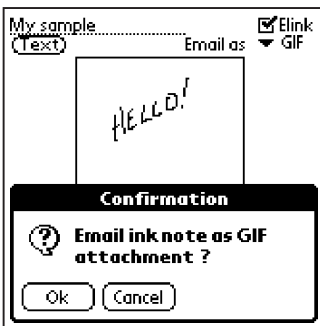 My sample Elink
Text Email as GIF
HELLO!
Confirmation
Email ink note as GIF
attachment ?
Ok Cancel